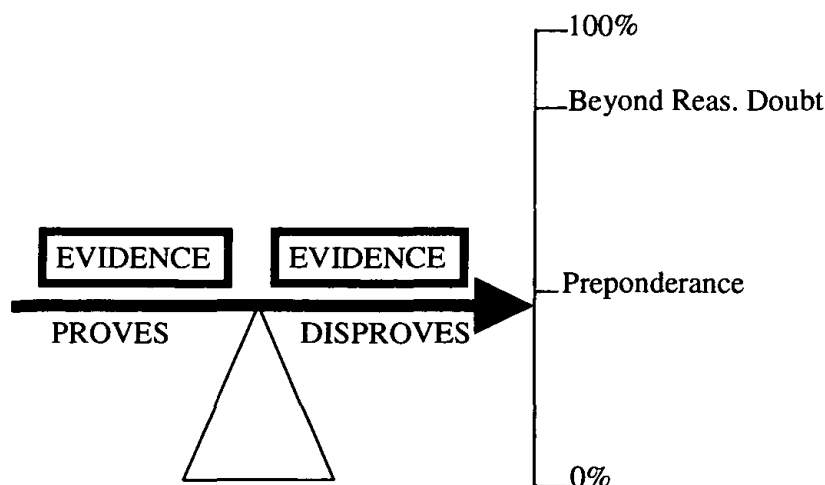 100%
Beyond Reas. Doubt
EVIDENCE EVIDENCE
Preponderance
PROVES DISPROVES
0%